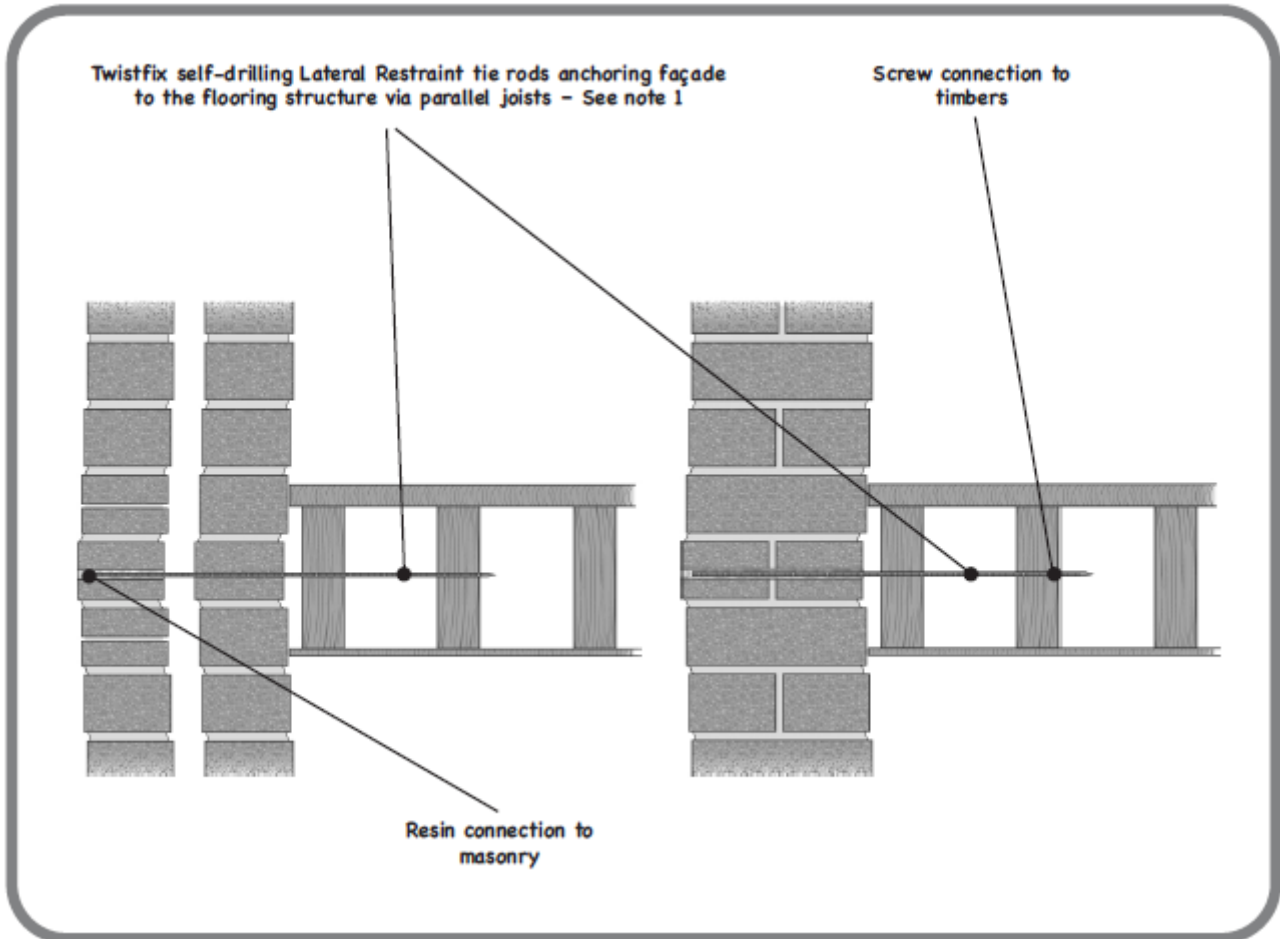 Twistfix self-drilling Lateral Restraint tie rods anchoring façade
to the flooring structure via parallel joists - See note 1
Screw connection to
timbers
Resin connection to
masonry